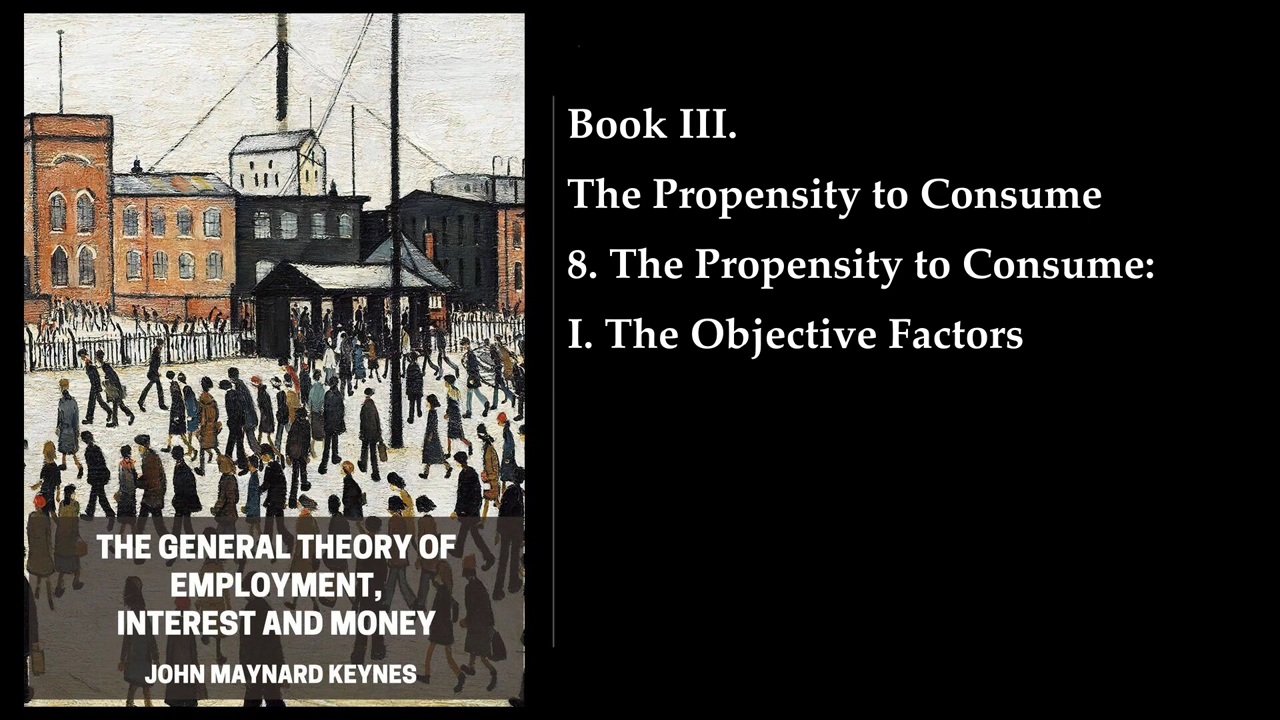 Book III.
The Propensity to Consume
8. The Propensity to Consume:
I. The Objective Factors
THE GENERAL THEORY OF
EMPLOYMENT,
INTEREST AND MONEY
JOHN MAYNARD KEYNES